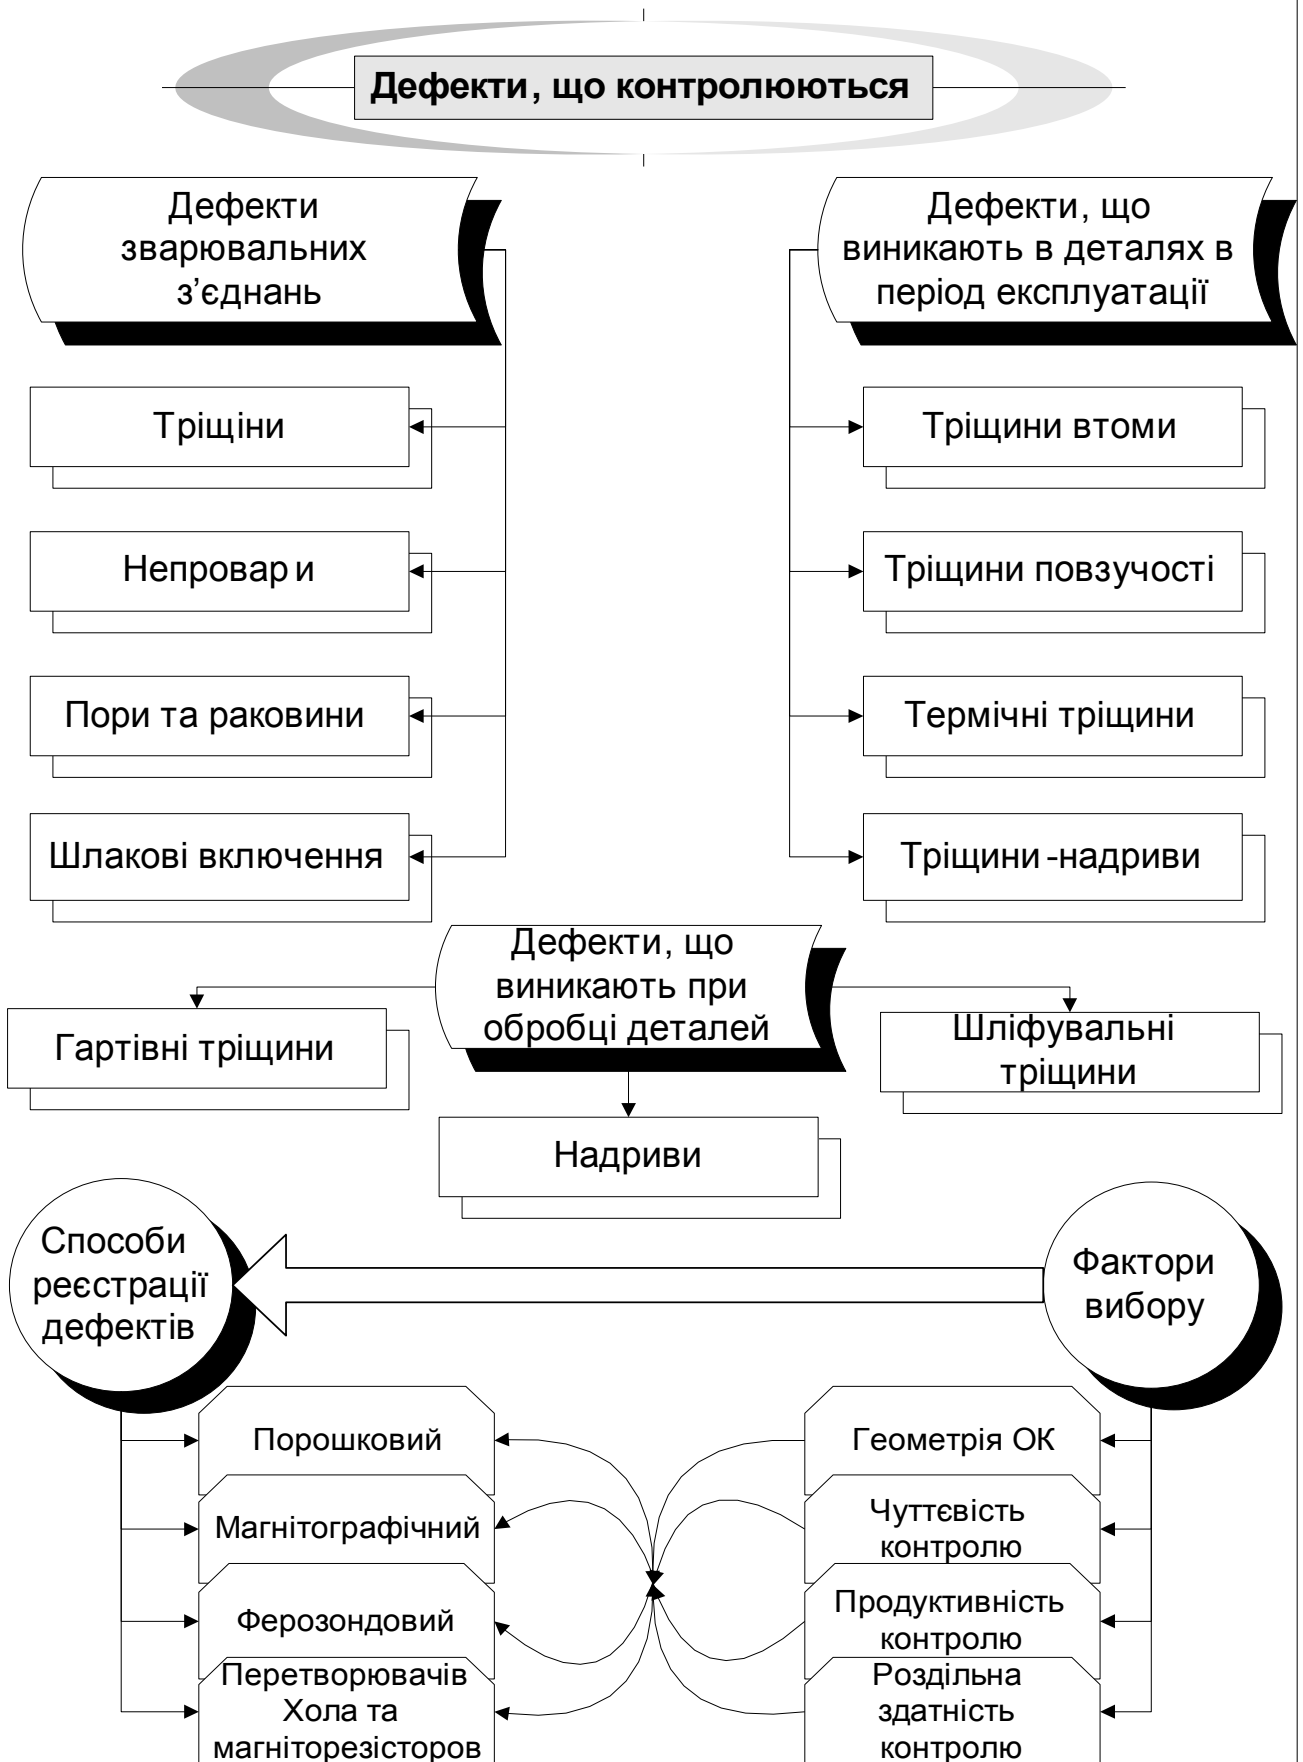 Дефекти, що контролюються
Дефекти
зварювальних
з’єднань
Тріщіни
Непровари
Пори та раковини
Шлакові включення
Дефекти, що
виникають в деталях в
період експлуатації
Тріщини втоми
Тріщини повзучості
Термічні тріщини
Тріщини-надриви
Дефекти, що
виникають при
обробці деталей
Гартівні тріщини
Надриви
Шліфувальні
тріщини
Способи
реєстрації
дефектів
Фактори
вибору
Порошковий
Магнітографічний
Ферозондовий
Перетворювачів
Хола та
магніторезісторов
Геометрія ОК
Чуттєвість
контролю
Продуктивність
контролю
Роздільна
здатність
контролю